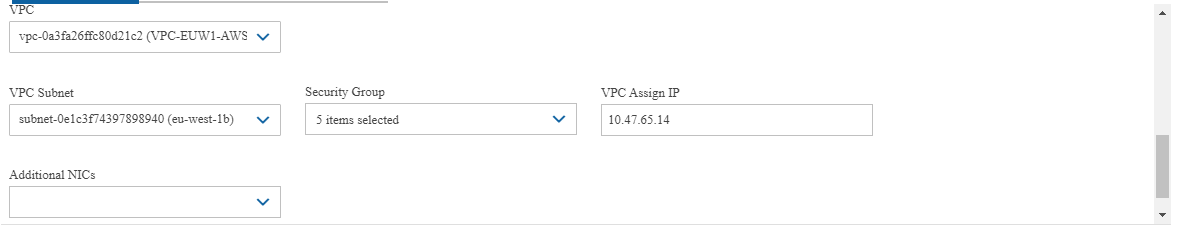 VPC
vpc-0a3fa26ffc80d21c2 (VPC-EUW1-AWS
VPC Subnet
Security Group
VPC Assign IP
subnet-0e1c3f74397898940 (eu-west-1b)
5 items selected
10.47.65.14
Additional NICs